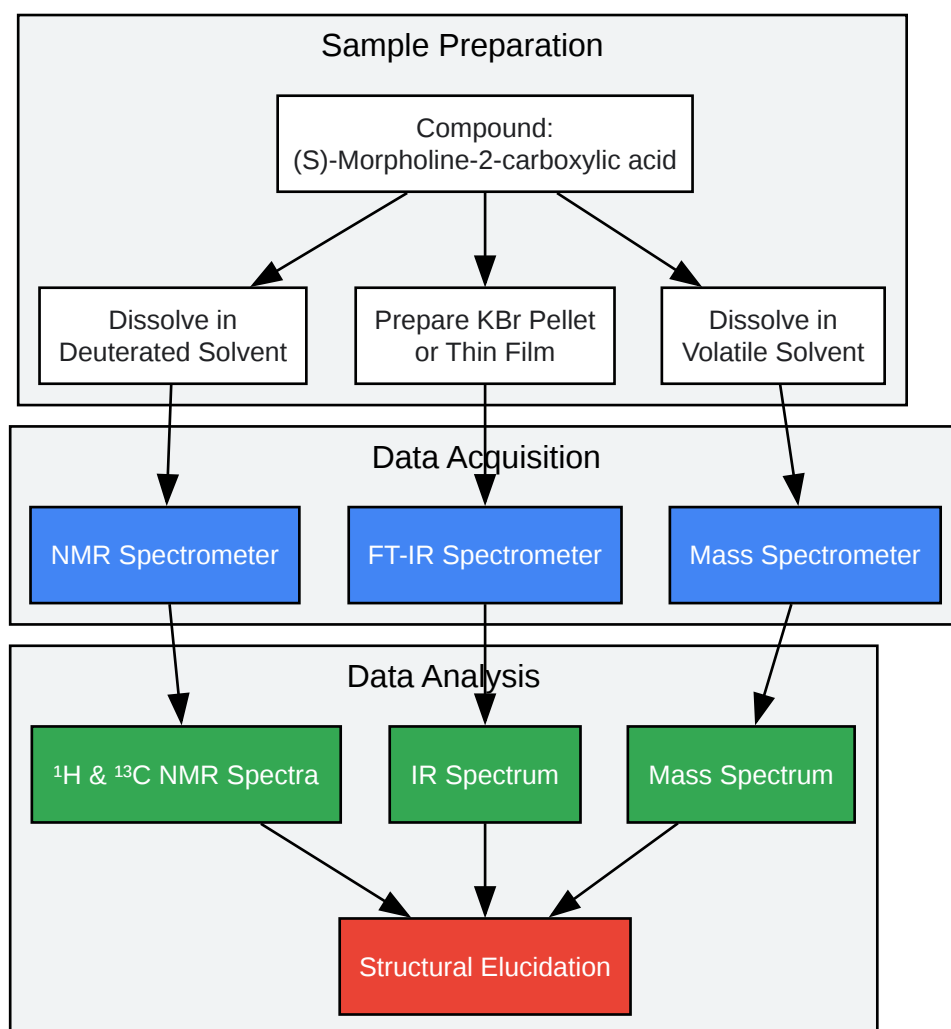 Sample Preparation
Compound:
(S)-Morpholine-2-carboxylic acid
Dissolve in
Deuterated Solvent
Prepare KBr Pellet
or Thin Film
Dissolve in
Volatile Solvent
Data Acquisition
NMR Spectrometer
FT-IR Spectrometer
Mass Spectrometer
Data Analysis
¹H & ¹³C NMR Spectra
IR Spectrum
Mass Spectrum
Structural Elucidation